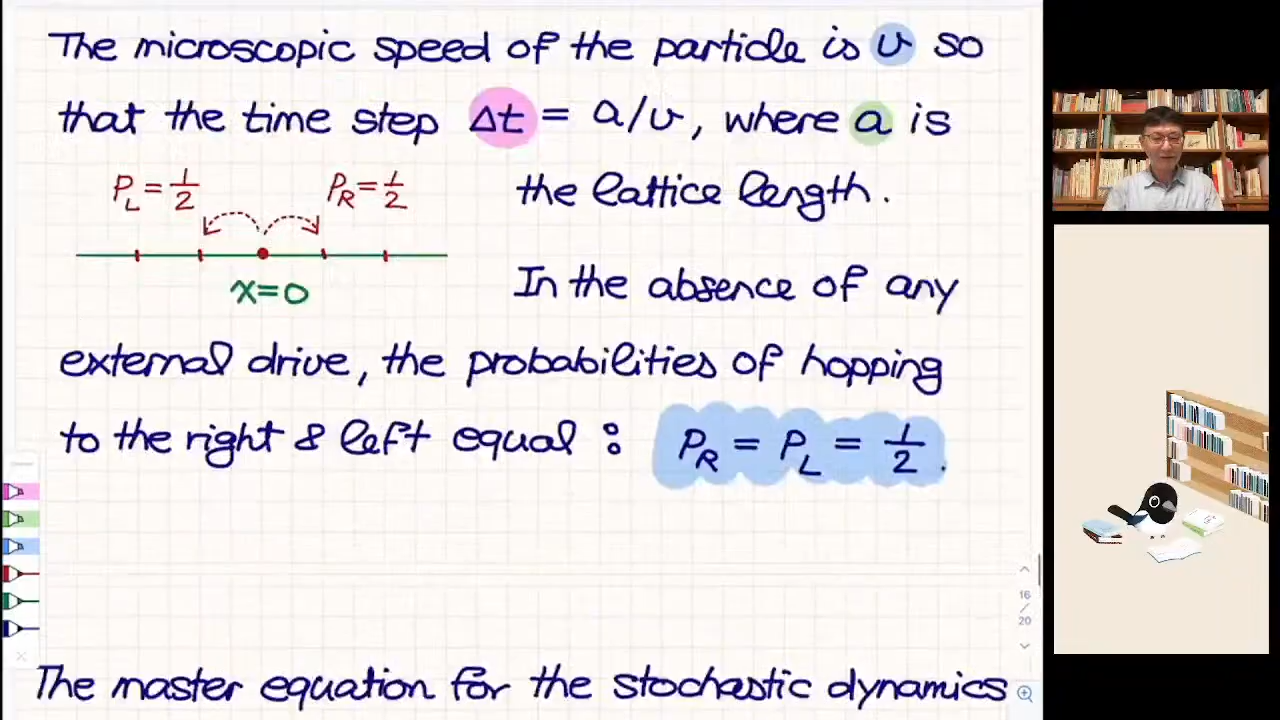 The microscopic speed of the particle is v so
that the time step Δt = a/v, where a is
P_L = 1/2 P_R = 1/2
the lattice length.
x=0
In the absence of any
external drive, the probabilities of hopping
to the right & left equal : P_R = P_L = 1/2.
16
/
20
The master equation for the stochastic dynamics